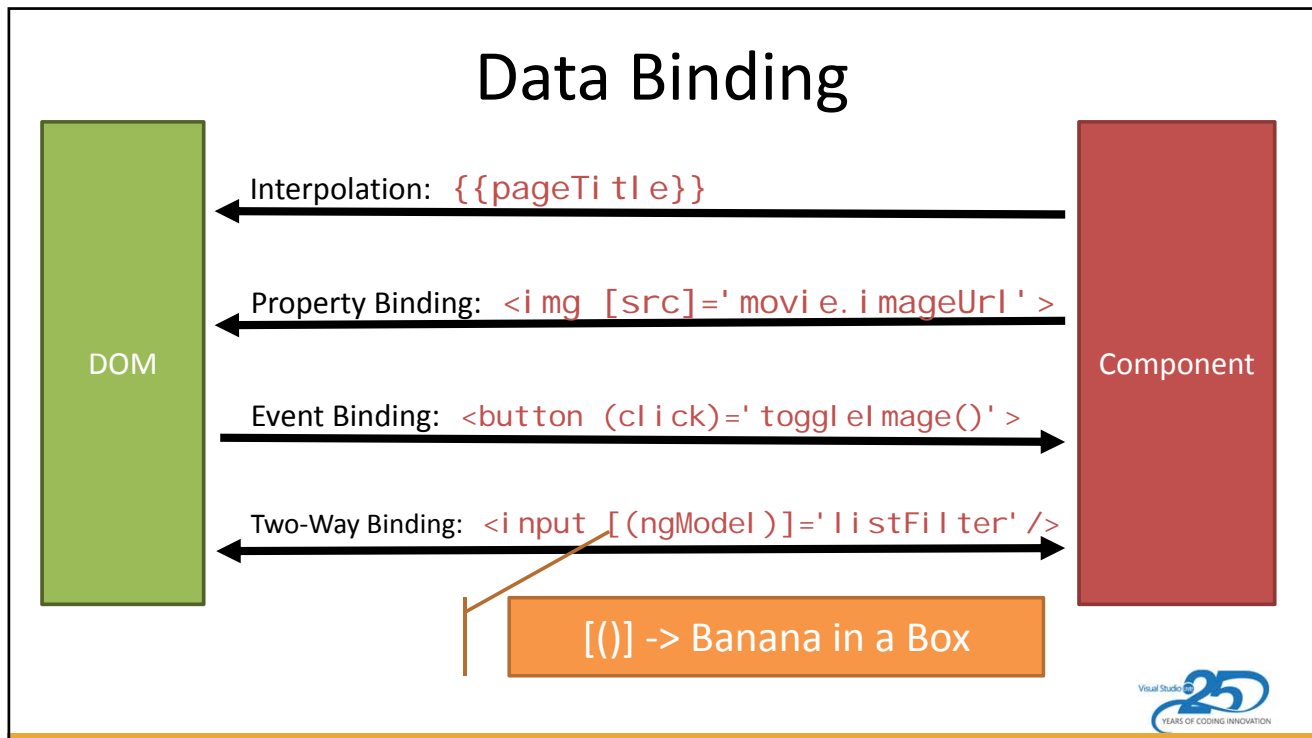 Data Binding
Interpolation: {{pageTitle}}
Property Binding: <img [src]='movie.imageUrl'>
DOM
Component
Event Binding: <button (click)='toggleImage()'>
Two-Way Binding: <input [(ngModel)]='listFilter'/>
[()] -> Banana in a Box
Visual Studio LIVE! 25
YEARS OF CODING INNOVATION